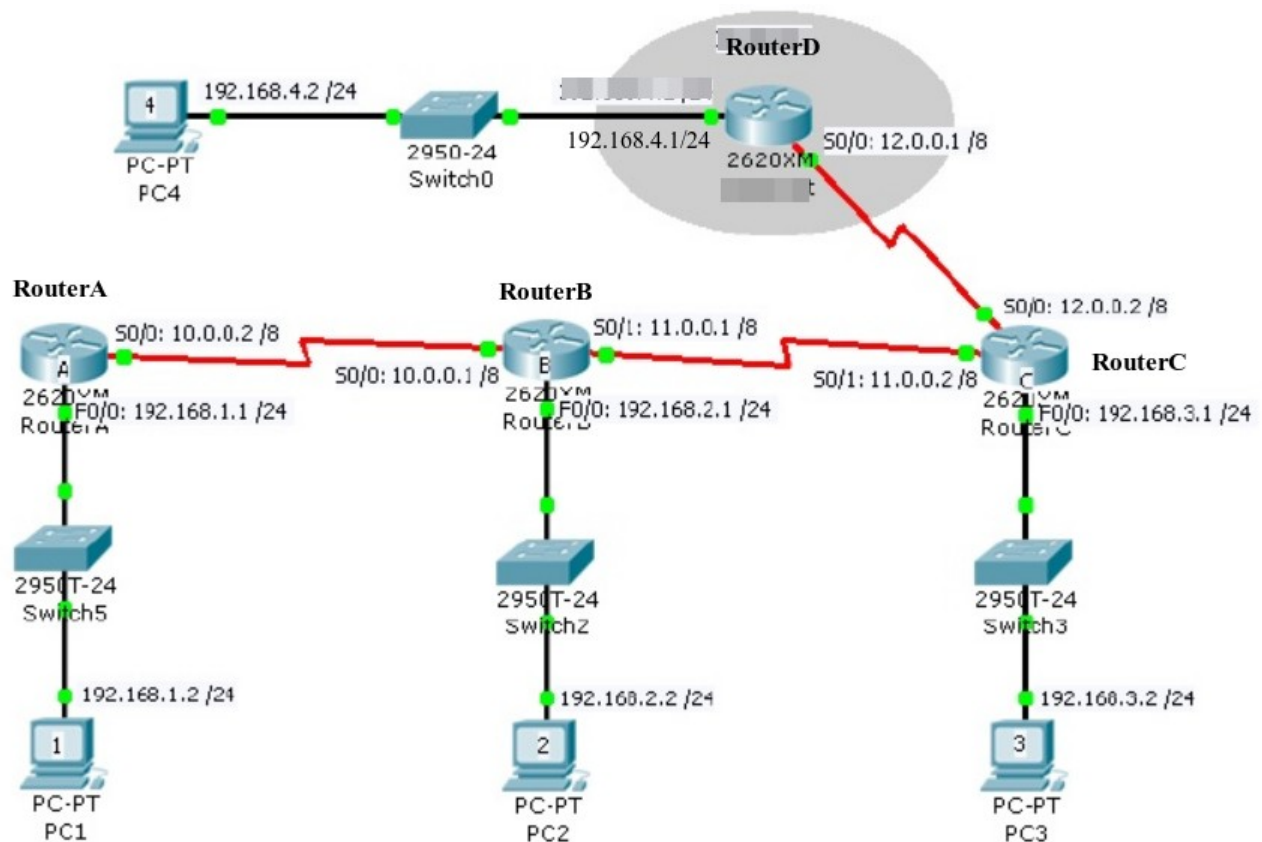 RouterD
192.168.4.2 /24
4
192.168.4.1/24
S0/0: 12.0.0.1 /8
PC-PT
PC4
2950-24
Switch0
2620XM
RouterA
RouterB
S0/0: 12.0.0.2 /8
S0/0: 10.0.0.2 /8
S0/1: 11.0.0.1 /8
RouterC
A
S0/0: 10.0.0.1 /8
B
S0/1: 11.0.0.2 /8
C
2620XM
F0/0: 192.168.1.1 /24
RouterA
2620XM
F0/0: 192.168.2.1 /24
RouterB
2620XM
F0/0: 192.168.3.1 /24
RouterC
2950T-24
Switch5
2950T-24
Switch2
2950T-24
Switch3
192.168.1.2 /24
192.168.2.2 /24
192.168.3.2 /24
1
2
3
PC-PT
PC1
PC-PT
PC2
PC-PT
PC3